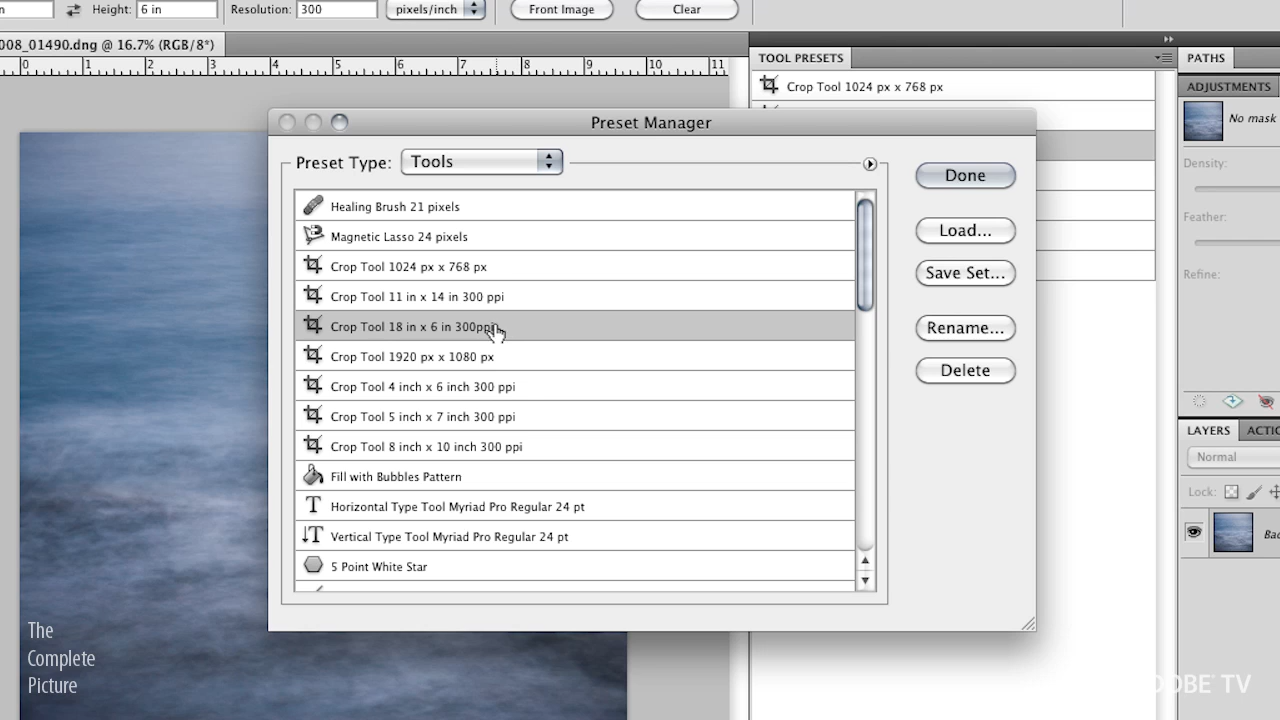 n
Height: 6 in
Resolution: 300
pixels/inch
Front Image
Clear
008_01490.dng @ 16.7% (RGB/8*)
0 1 2 3 4 5 6 7 8 9 10 11
TOOL PRESETS
Crop Tool 1024 px x 768 px
PATHS
ADJUSTMENTS
No mask
Density:
Feather:
Refine:
Preset Manager
Preset Type: Tools
Healing Brush 21 pixels
Magnetic Lasso 24 pixels
Crop Tool 1024 px x 768 px
Crop Tool 11 in x 14 in 300 ppi
Crop Tool 18 in x 6 in 300ppi
Crop Tool 1920 px x 1080 px
Crop Tool 4 inch x 6 inch 300 ppi
Crop Tool 5 inch x 7 inch 300 ppi
Crop Tool 8 inch x 10 inch 300 ppi
Fill with Bubbles Pattern
Horizontal Type Tool Myriad Pro Regular 24 pt
Vertical Type Tool Myriad Pro Regular 24 pt
5 Point White Star
Done
Load...
Save Set...
Rename...
Delete
LAYERS
ACTIO
Normal
Lock:
Bac
The
Complete
Picture
DOBE TV